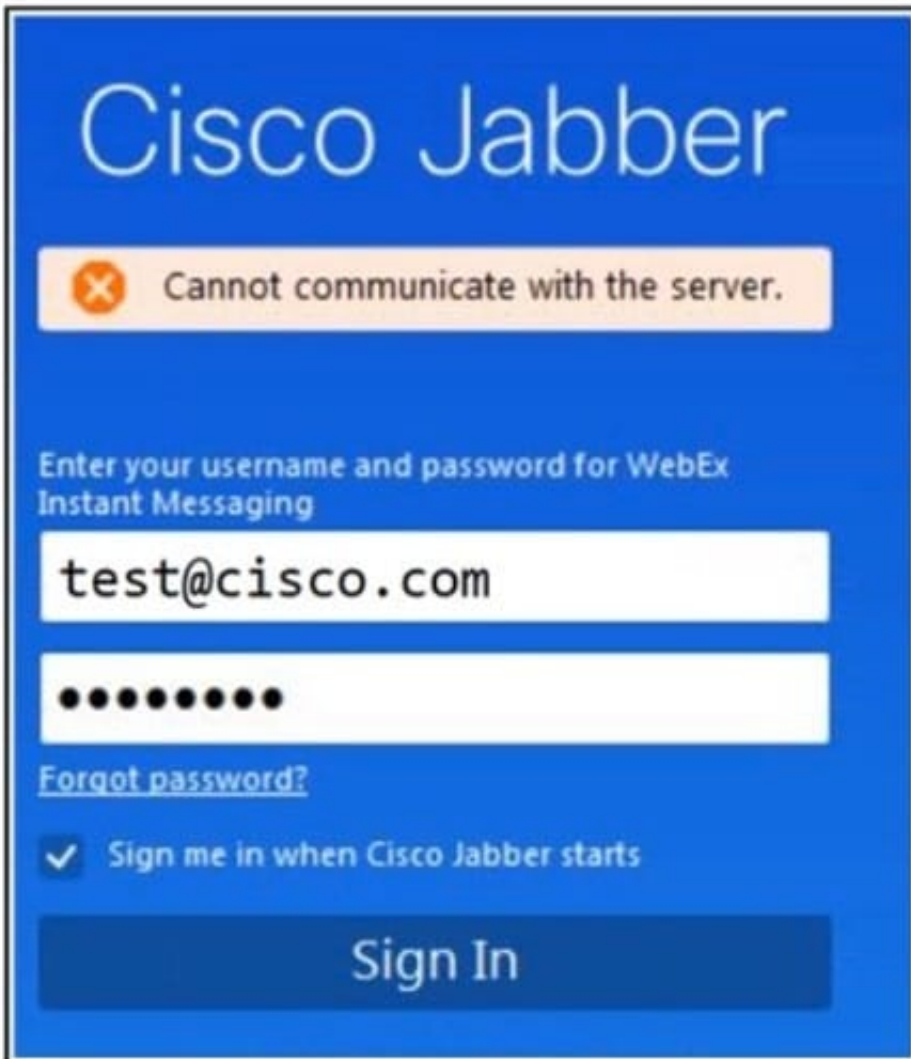 Cisco Jabber
Cannot communicate with the server.
Enter your username and password for WebEx
Instant Messaging
test@cisco.com
••••••••
Forgot password?
Sign me in when Cisco Jabber starts
Sign In